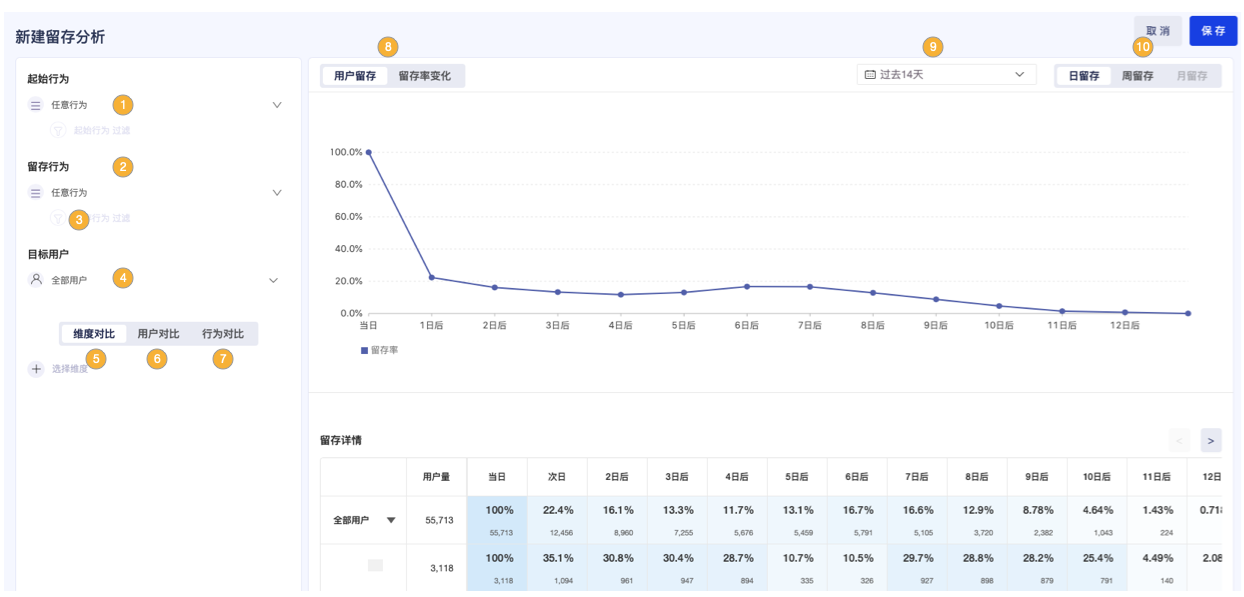 新建留存分析
取消
保存
8
9
10
起始行为
任意行为
1
起始行为 过滤
留存行为
2
任意行为
3
行为 过滤
目标用户
全部用户
4
维度对比
用户对比
行为对比
5
6
7
选择维度
用户留存
留存率变化
过去14天
日留存
周留存
月留存
100.0%
80.0%
60.0%
40.0%
20.0%
0.0%
当日 1日后 2日后 3日后 4日后 5日后 6日后 7日后 8日后 9日后 10日后 11日后 12日后
留存率
留存详情
< >
用户量 当日 次日 2日后 3日后 4日后 5日后 6日后 7日后 8日后 9日后 10日后 11日后 12日
全部用户 55,713 100% 22.4% 16.1% 13.3% 11.7% 13.1% 16.7% 16.6% 12.9% 8.78% 4.64% 1.43% 0.718
55,713 12,456 8,960 7,255 5,676 5,459 5,791 5,105 3,720 2,382 1,043 224
3,118 100% 35.1% 30.8% 30.4% 28.7% 10.7% 10.5% 29.7% 28.8% 28.2% 25.4% 4.49% 2.08
3,118 1,094 961 947 894 335 326 927 898 879 791 140